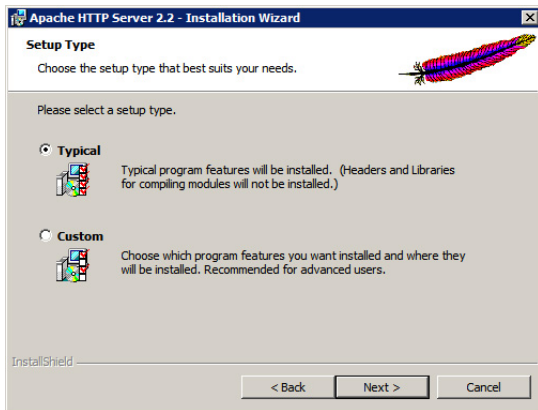 Apache HTTP Server 2.2 - Installation Wizard
Setup Type
Choose the setup type that best suits your needs.
Please select a setup type.
Typical
Typical program features will be installed. (Headers and Libraries
for compiling modules will not be installed.)
Custom
Choose which program features you want installed and where they
will be installed. Recommended for advanced users.
InstallShield
< Back
Next >
Cancel